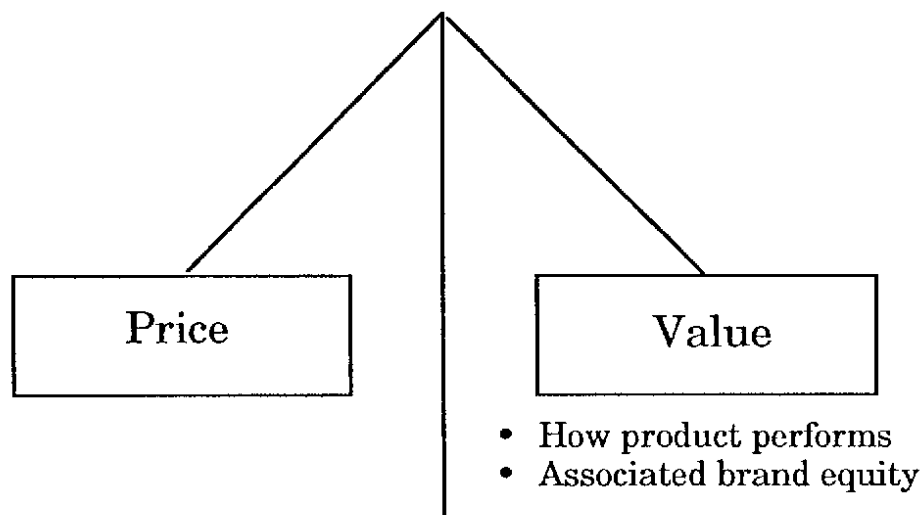 Price
Value
• How product performs
• Associated brand equity